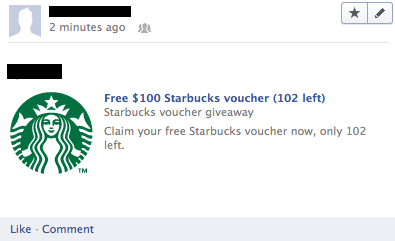 2 minutes ago
Free $100 Starbucks voucher (102 left)
Starbucks voucher giveaway
Claim your free Starbucks voucher now, only 102
left.
TM
Like · Comment